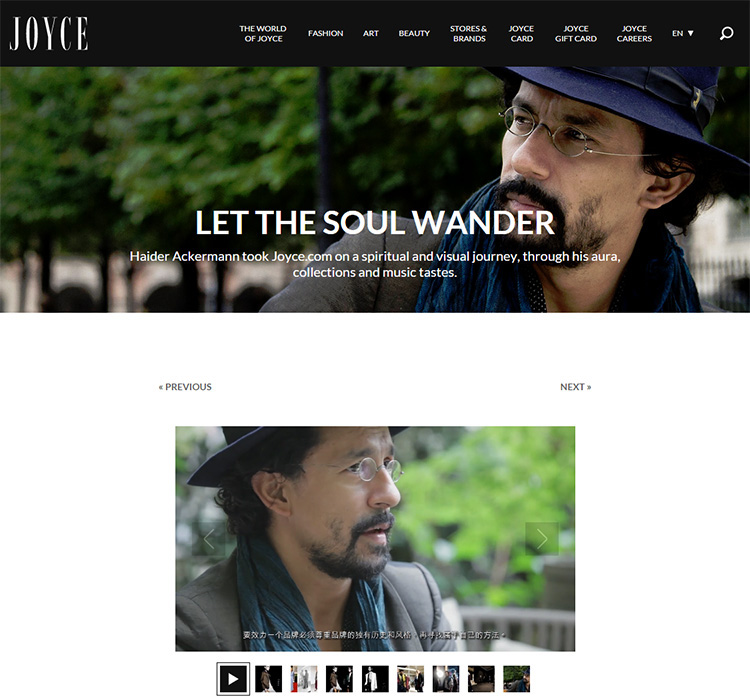 JOYCE
THE WORLD
OF JOYCE
FASHION
ART
BEAUTY
STORES &
BRANDS
JOYCE
CARD
JOYCE
GIFT CARD
JOYCE
CAREERS
EN ▼
LET THE SOUL WANDER
Haider Ackermann took Joyce.com on a spiritual and visual journey, through his aura,
collections and music tastes.
« PREVIOUS
NEXT »
要效力一个品牌必须尊重品牌的独有历史和风格，再寻找属于自己的方法。